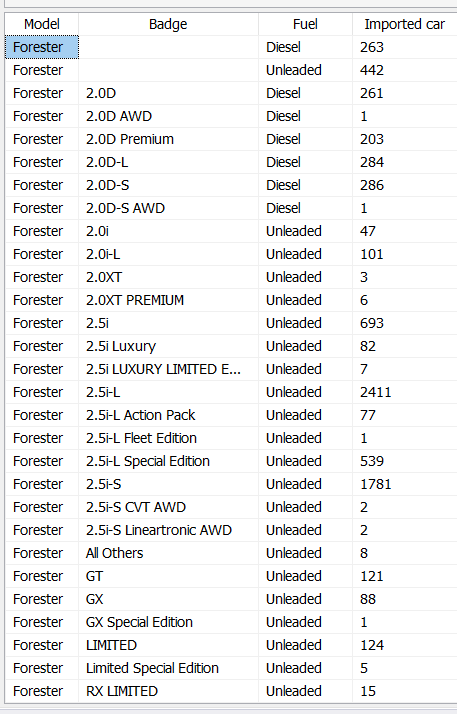 Model Badge Fuel Imported car
Forester Diesel 263
Forester Unleaded 442
Forester 2.0D Diesel 261
Forester 2.0D AWD Diesel 1
Forester 2.0D Premium Diesel 203
Forester 2.0D-L Diesel 284
Forester 2.0D-S Diesel 286
Forester 2.0D-S AWD Diesel 1
Forester 2.0i Unleaded 47
Forester 2.0i-L Unleaded 101
Forester 2.0XT Unleaded 3
Forester 2.0XT PREMIUM Unleaded 6
Forester 2.5i Unleaded 693
Forester 2.5i Luxury Unleaded 82
Forester 2.5i LUXURY LIMITED E... Unleaded 7
Forester 2.5i-L Unleaded 2411
Forester 2.5i-L Action Pack Unleaded 77
Forester 2.5i-L Fleet Edition Unleaded 1
Forester 2.5i-L Special Edition Unleaded 539
Forester 2.5i-S Unleaded 1781
Forester 2.5i-S CVT AWD Unleaded 2
Forester 2.5i-S Lineartronic AWD Unleaded 2
Forester All Others Unleaded 8
Forester GT Unleaded 121
Forester GX Unleaded 88
Forester GX Special Edition Unleaded 1
Forester LIMITED Unleaded 124
Forester Limited Special Edition Unleaded 5
Forester RX LIMITED Unleaded 15